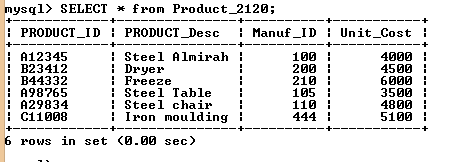 mysql> SELECT * from Product_2120;
+------------+----------------+----------+-----------+
| PRODUCT_ID | PRODUCT_Desc | Manuf_ID | Unit_Cost |
+------------+----------------+----------+-----------+
| A12345 | Steel Almirah | 100 | 4000 |
| B23412 | Dryer | 200 | 4500 |
| B44332 | Freeze | 210 | 6000 |
| A98765 | Steel Table | 105 | 3500 |
| A29834 | Steel chair | 110 | 4800 |
| C11008 | Iron moulding | 444 | 5100 |
+------------+----------------+----------+-----------+
6 rows in set (0.00 sec)